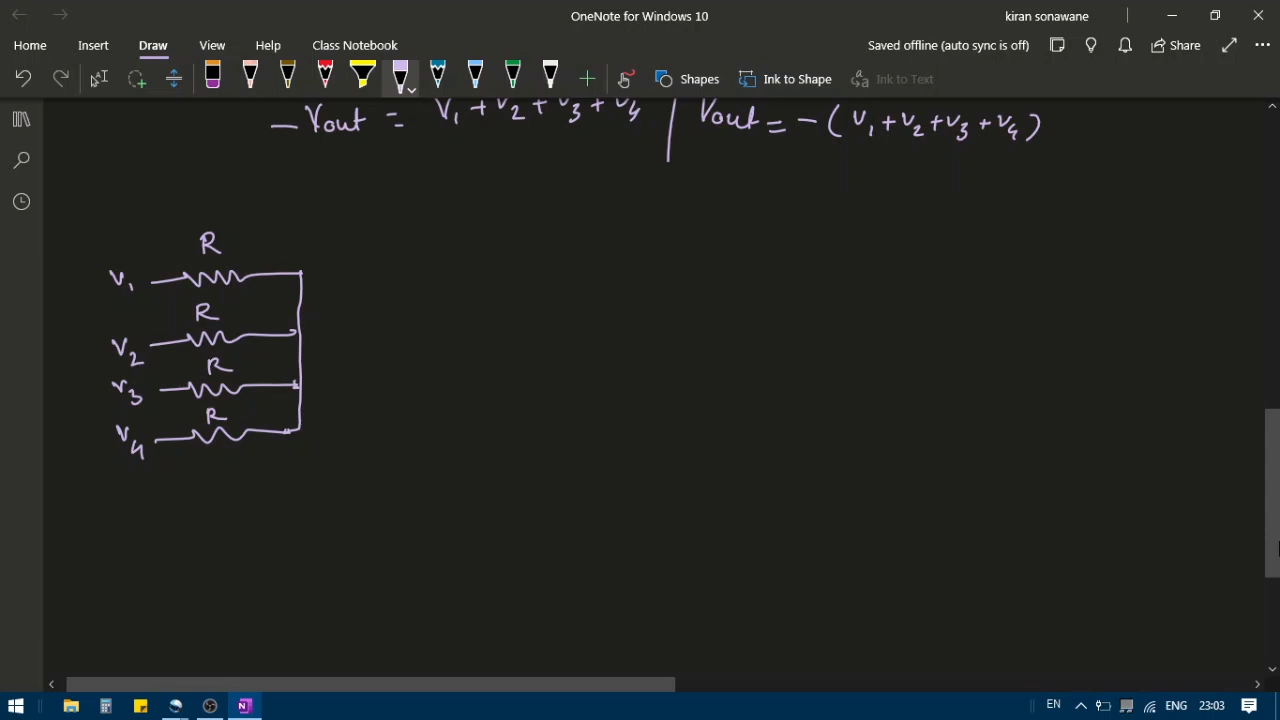 OneNote for Windows 10
kiran sonawane
Home Insert Draw View Help Class Notebook
Saved offline (auto sync is off)
Share
Shapes
Ink to Shape
Ink to Text
-Vout = V1 + V2 + V3 + V4
Vout = - (V1 + V2 + V3 + V4)
R
V1
R
V2
R
V3
R
V4
EN
ENG
23:03